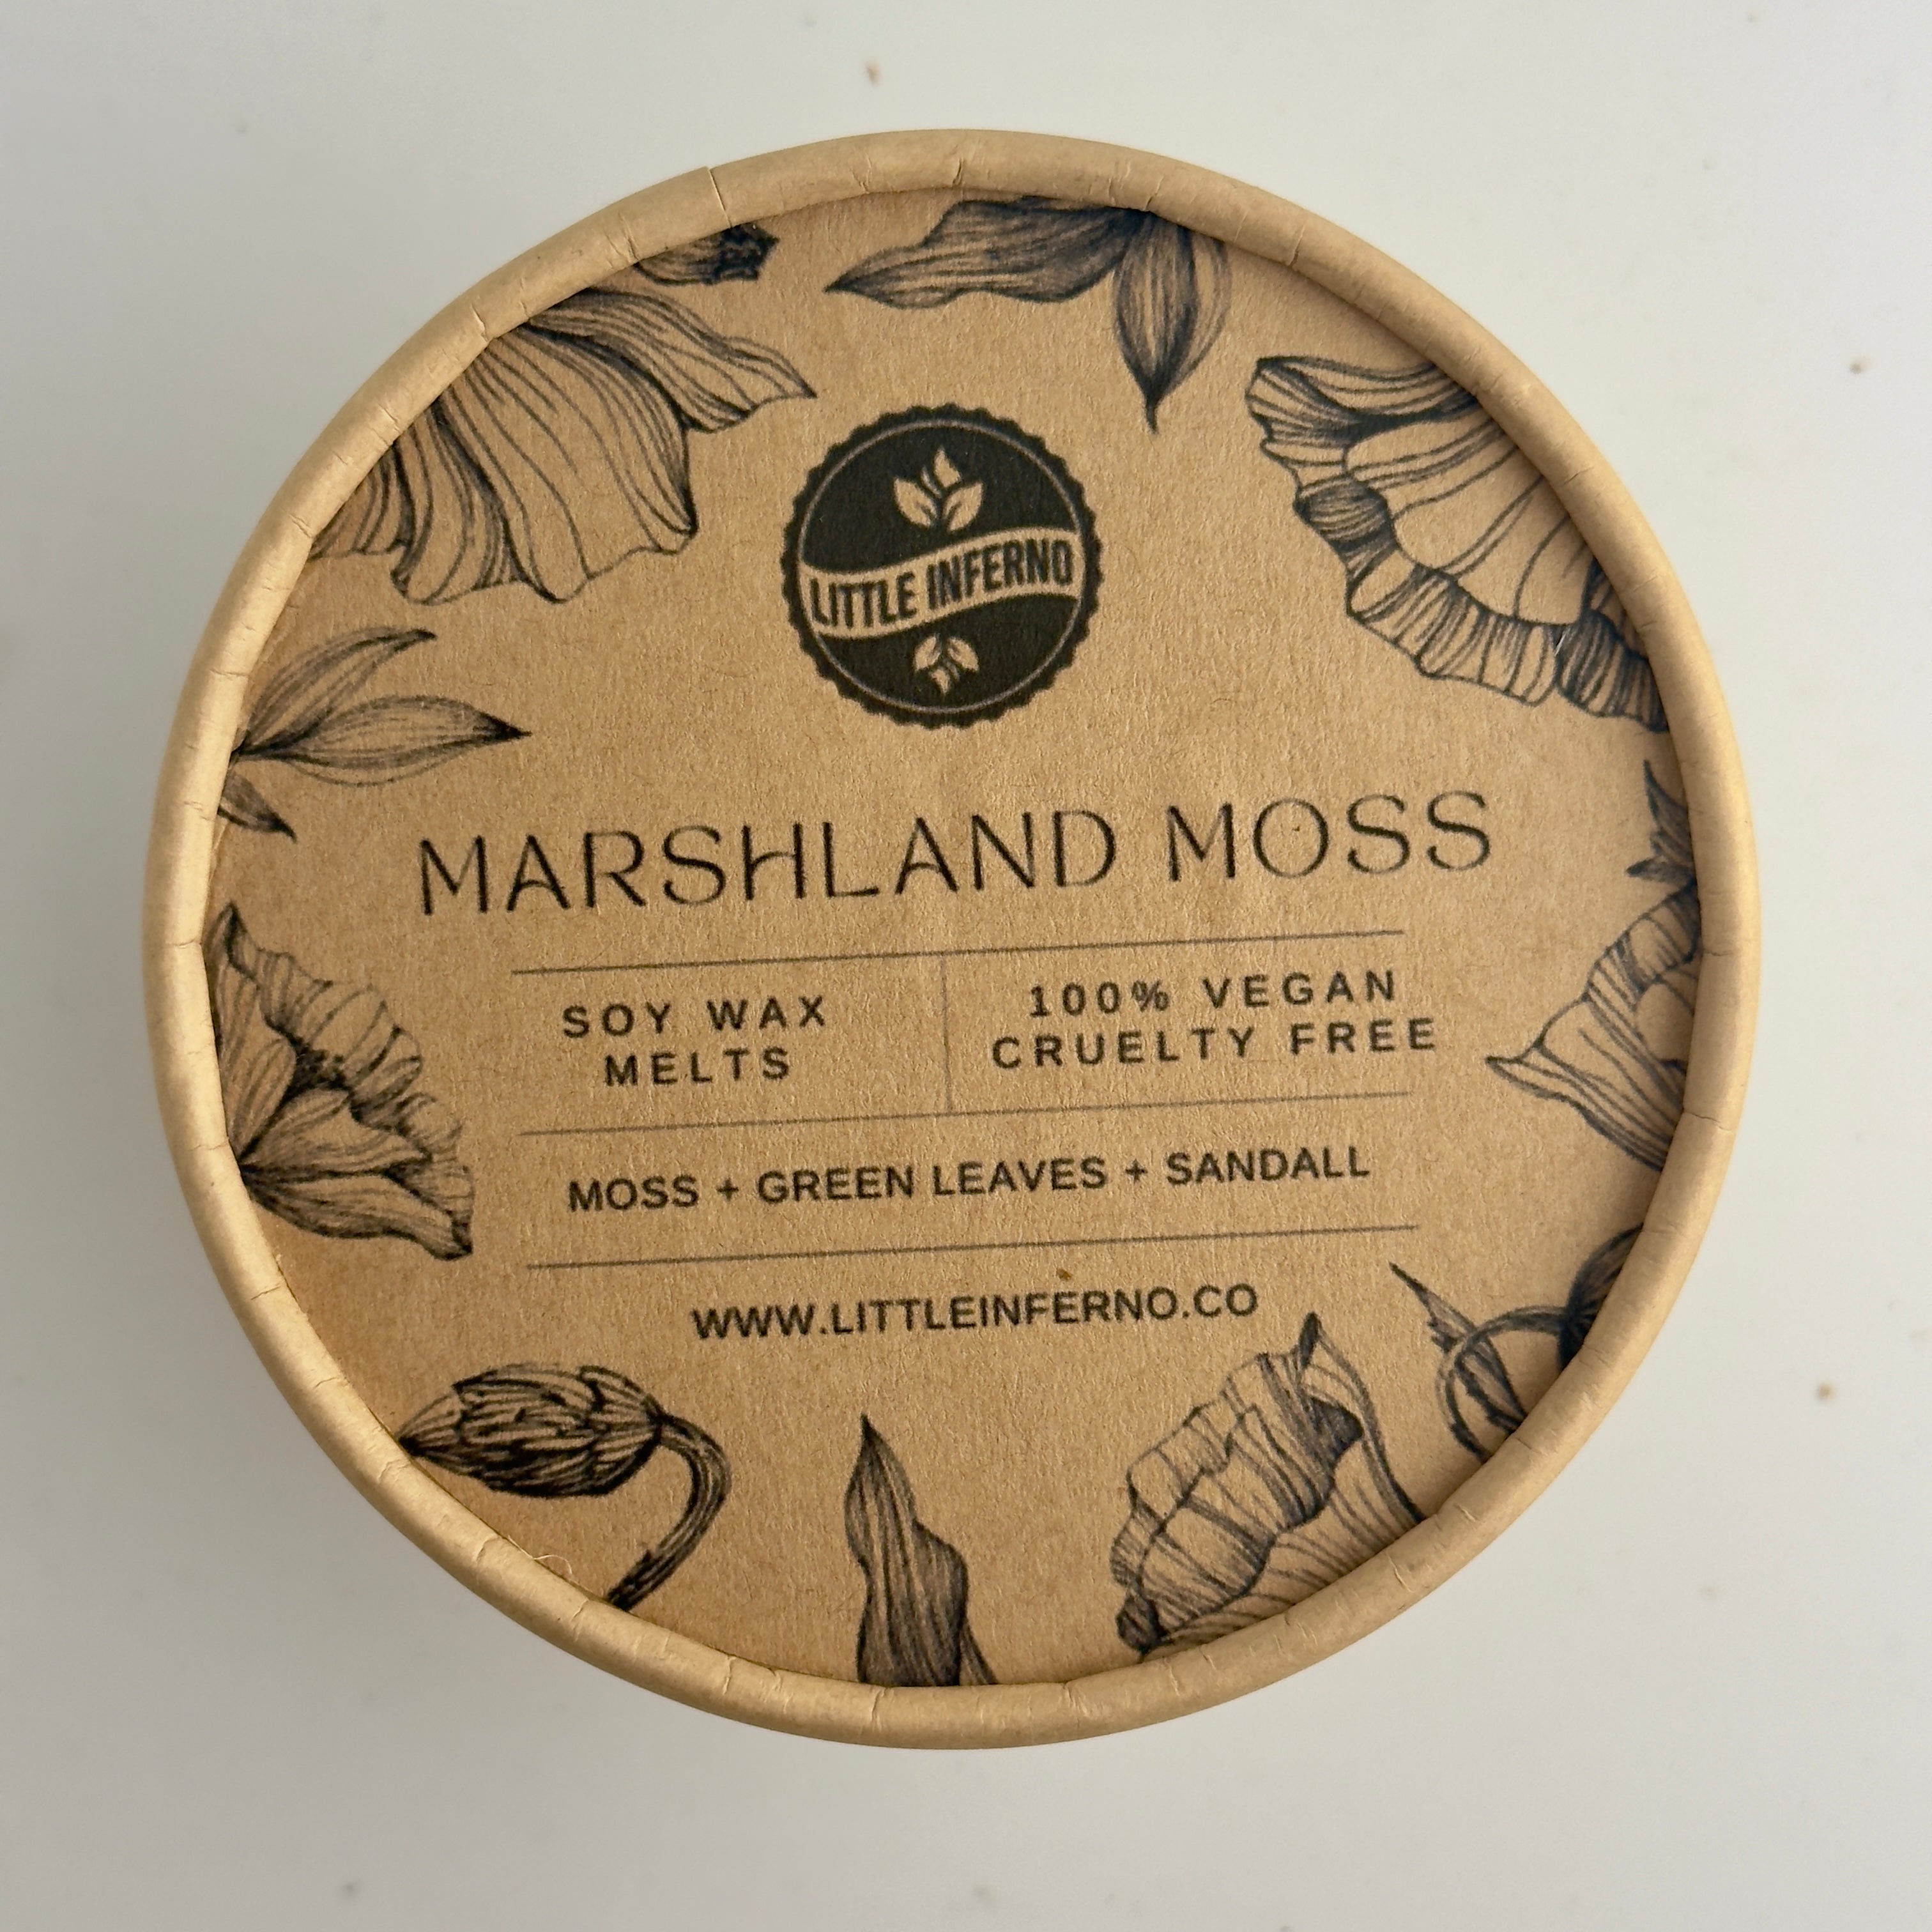 LITTLE INFERNO
MARSHLAND MOSS
SOY WAX
MELTS
100% VEGAN
CRUELTY FREE
MOSS + GREEN LEAVES + SANDALL
WWW.LITTLEINFERNO.CO